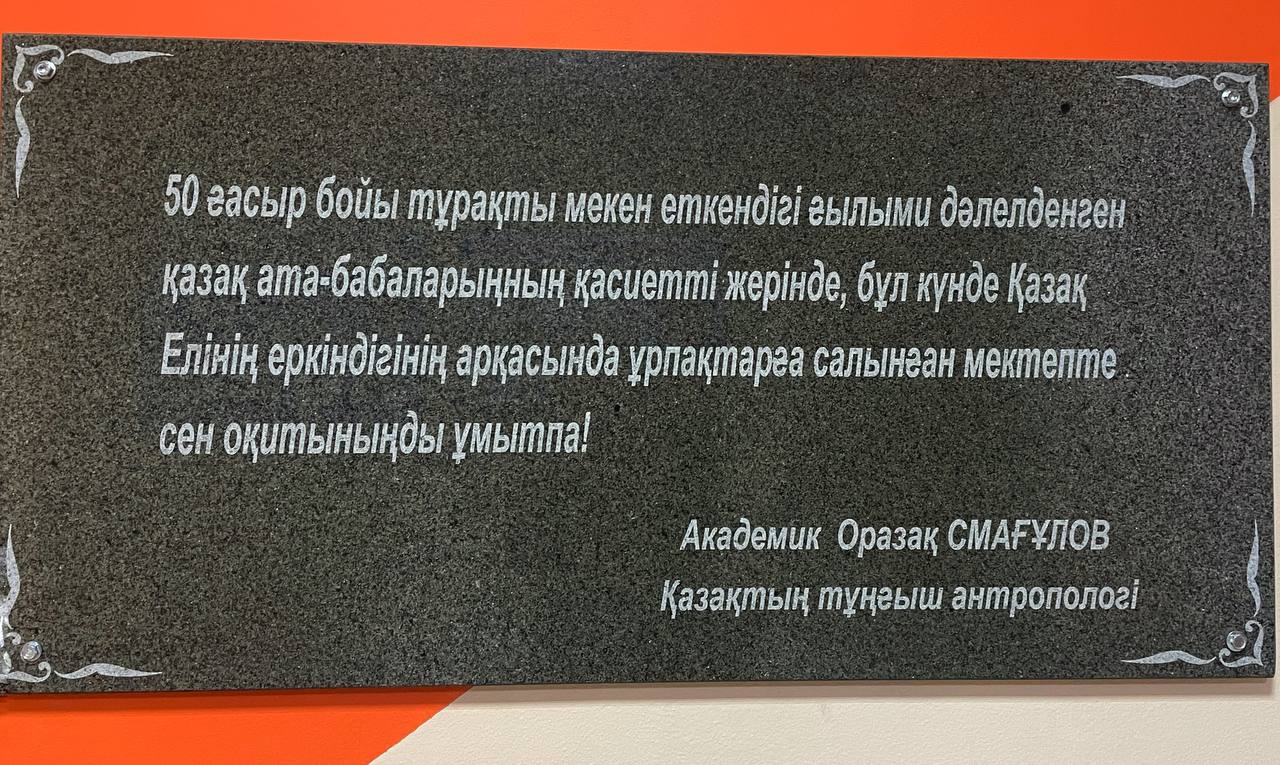 50 ғасыр бойы тұрақты мекен еткендігі ғылыми дәлелденген
қазақ ата-бабаларыңның қасиетті жерінде, бұл күнде Қазақ
Елінің еркіндігінің арқасында ұрпақтарға салынған мектепте
сен оқитыныңды ұмытпа!
Академик Оразақ СМАҒҰЛОВ
Қазақтың тұңғыш антропологі